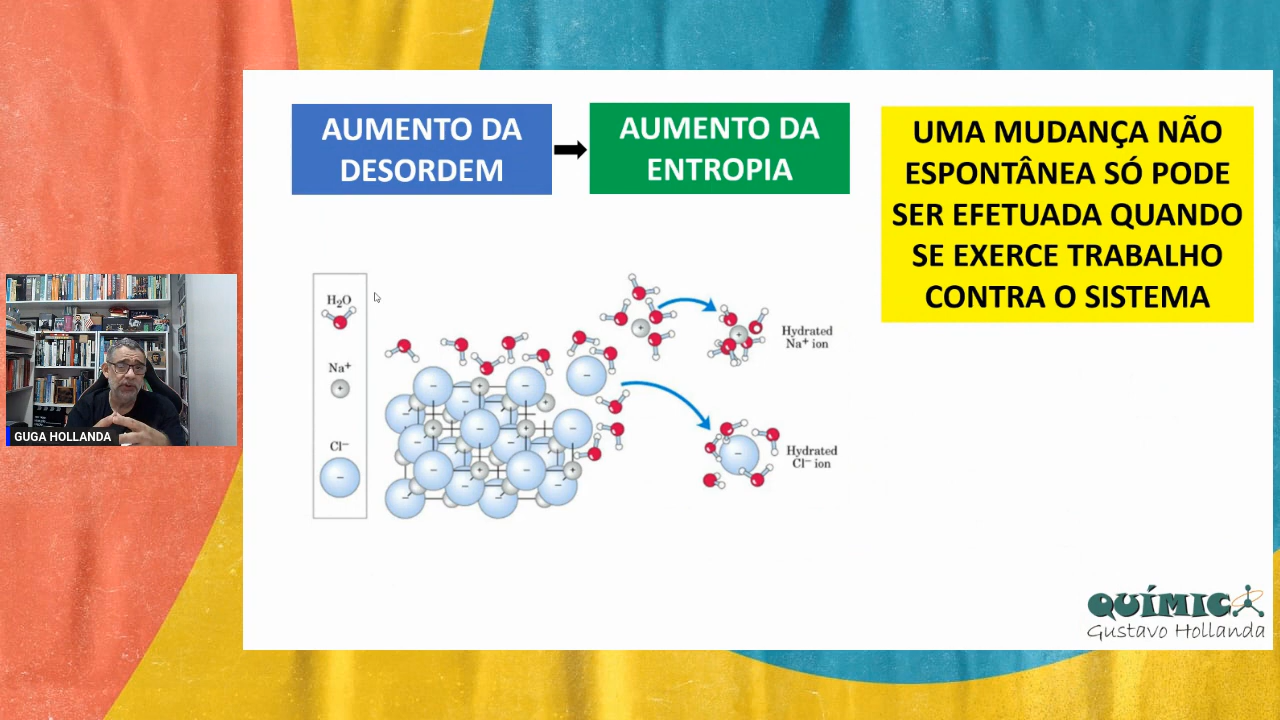 AUMENTO DA
DESORDEM
AUMENTO DA
ENTROPIA
UMA MUDANÇA NÃO
ESPONTÂNEA SÓ PODE
SER EFETUADA QUANDO
SE EXERCE TRABALHO
CONTRA O SISTEMA
H₂O
Na⁺
Cl⁻
Hydrated
Na⁺ ion
Hydrated
Cl⁻ ion
GUGA HOLLANDA
QUÍMICA
Gustavo Hollanda